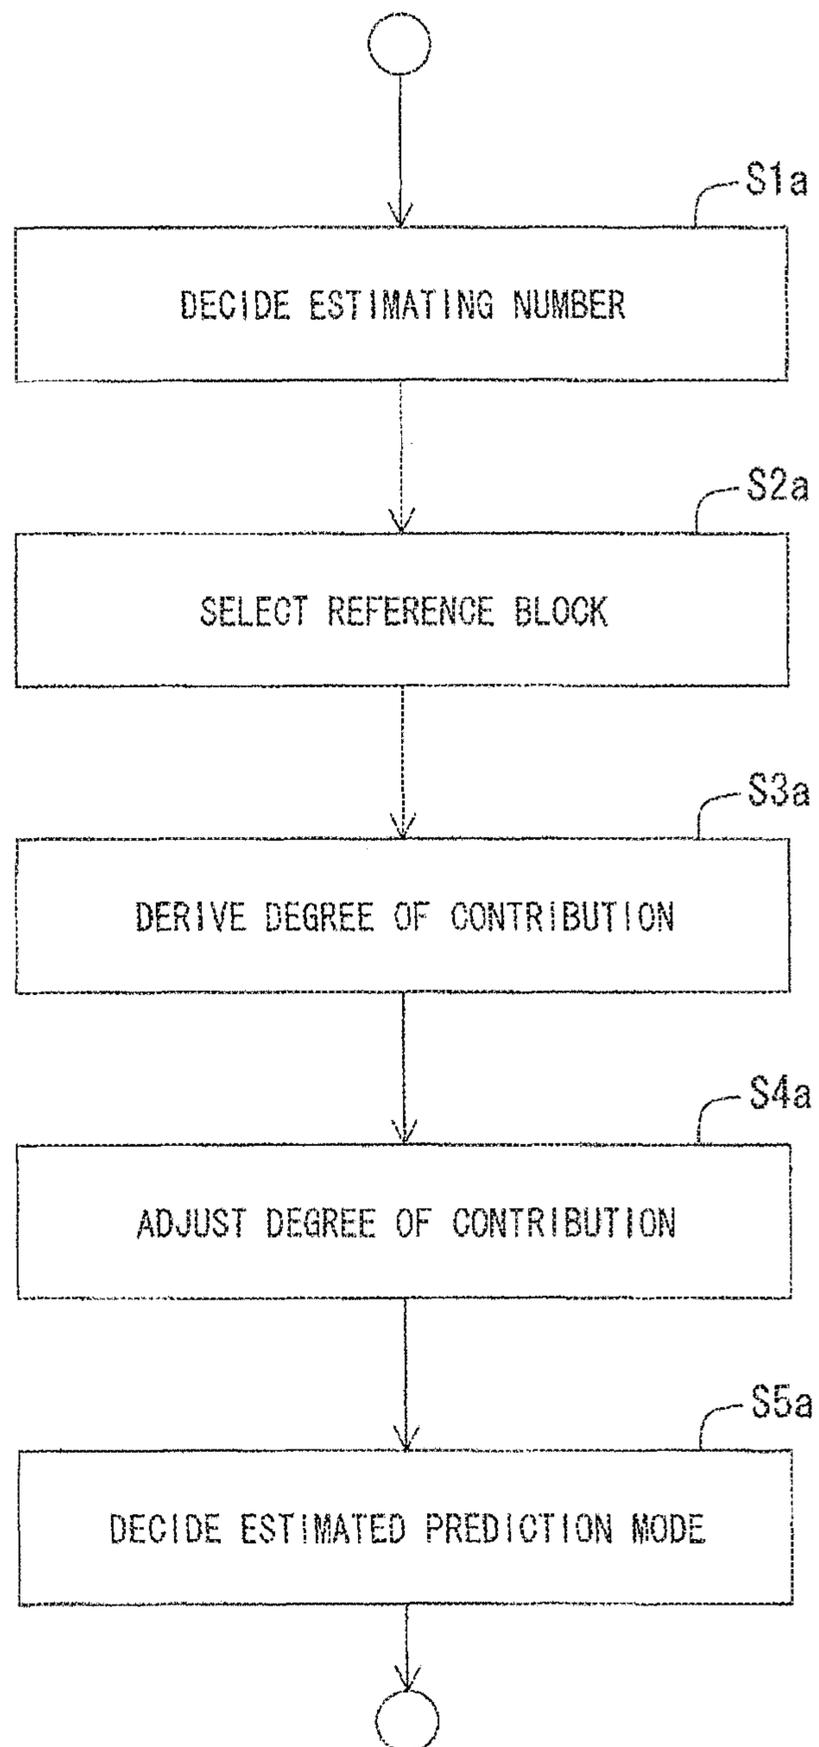 S1a
DECIDE ESTIMATING NUMBER
S2a
SELECT REFERENCE BLOCK
S3a
DERIVE DEGREE OF CONTRIBUTION
S4a
ADJUST DEGREE OF CONTRIBUTION
S5a
DECIDE ESTIMATED PREDICTION MODE